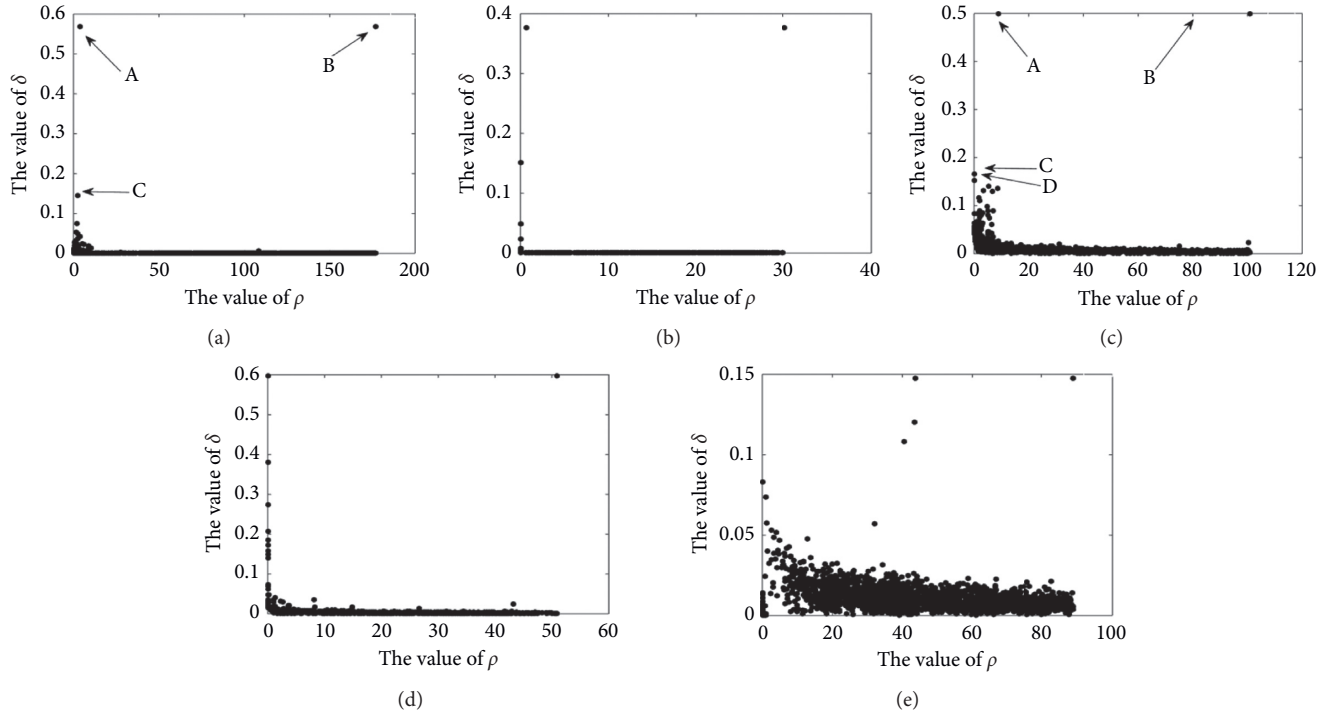 The value of δ
0.6
0.5
0.4
0.3
0.2
0.1
0
A
B
C
0 50 100 150 200
The value of ρ
(a)
The value of δ
0.4
0.3
0.2
0.1
0
0 10 20 30 40
The value of ρ
(b)
The value of δ
0.5
0.4
0.3
0.2
0.1
0
A
B
C
D
0 20 40 60 80 100 120
The value of ρ
(c)
The value of δ
0.6
0.5
0.4
0.3
0.2
0.1
0
0 10 20 30 40 50 60
The value of ρ
(d)
The value of δ
0.15
0.1
0.05
0
0 20 40 60 80 100
The value of ρ
(e)